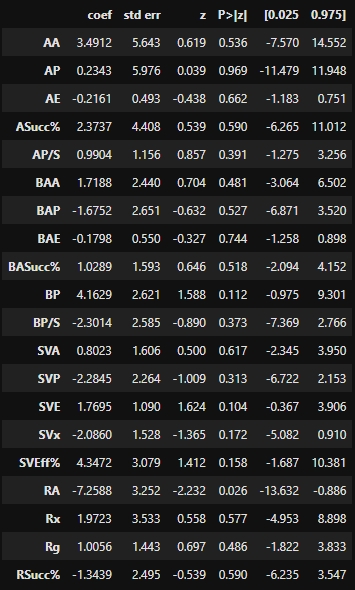 coef std err z P>|z| [0.025 0.975]
AA 3.4912 5.643 0.619 0.536 -7.570 14.552
AP 0.2343 5.976 0.039 0.969 -11.479 11.948
AE -0.2161 0.493 -0.438 0.662 -1.183 0.751
ASucc% 2.3737 4.408 0.539 0.590 -6.265 11.012
AP/S 0.9904 1.156 0.857 0.391 -1.275 3.256
BAA 1.7188 2.440 0.704 0.481 -3.064 6.502
BAP -1.6752 2.651 -0.632 0.527 -6.871 3.520
BAE -0.1798 0.550 -0.327 0.744 -1.258 0.898
BASucc% 1.0289 1.593 0.646 0.518 -2.094 4.152
BP 4.1629 2.621 1.588 0.112 -0.975 9.301
BP/S -2.3014 2.585 -0.890 0.373 -7.369 2.766
SVA 0.8023 1.606 0.500 0.617 -2.345 3.950
SVP -2.2845 2.264 -1.009 0.313 -6.722 2.153
SVE 1.7695 1.090 1.624 0.104 -0.367 3.906
SVx -2.0860 1.528 -1.365 0.172 -5.082 0.910
SVEff% 4.3472 3.079 1.412 0.158 -1.687 10.381
RA -7.2588 3.252 -2.232 0.026 -13.632 -0.886
Rx 1.9723 3.533 0.558 0.577 -4.953 8.898
Rg 1.0056 1.443 0.697 0.486 -1.822 3.833
RSucc% -1.3439 2.495 -0.539 0.590 -6.235 3.547